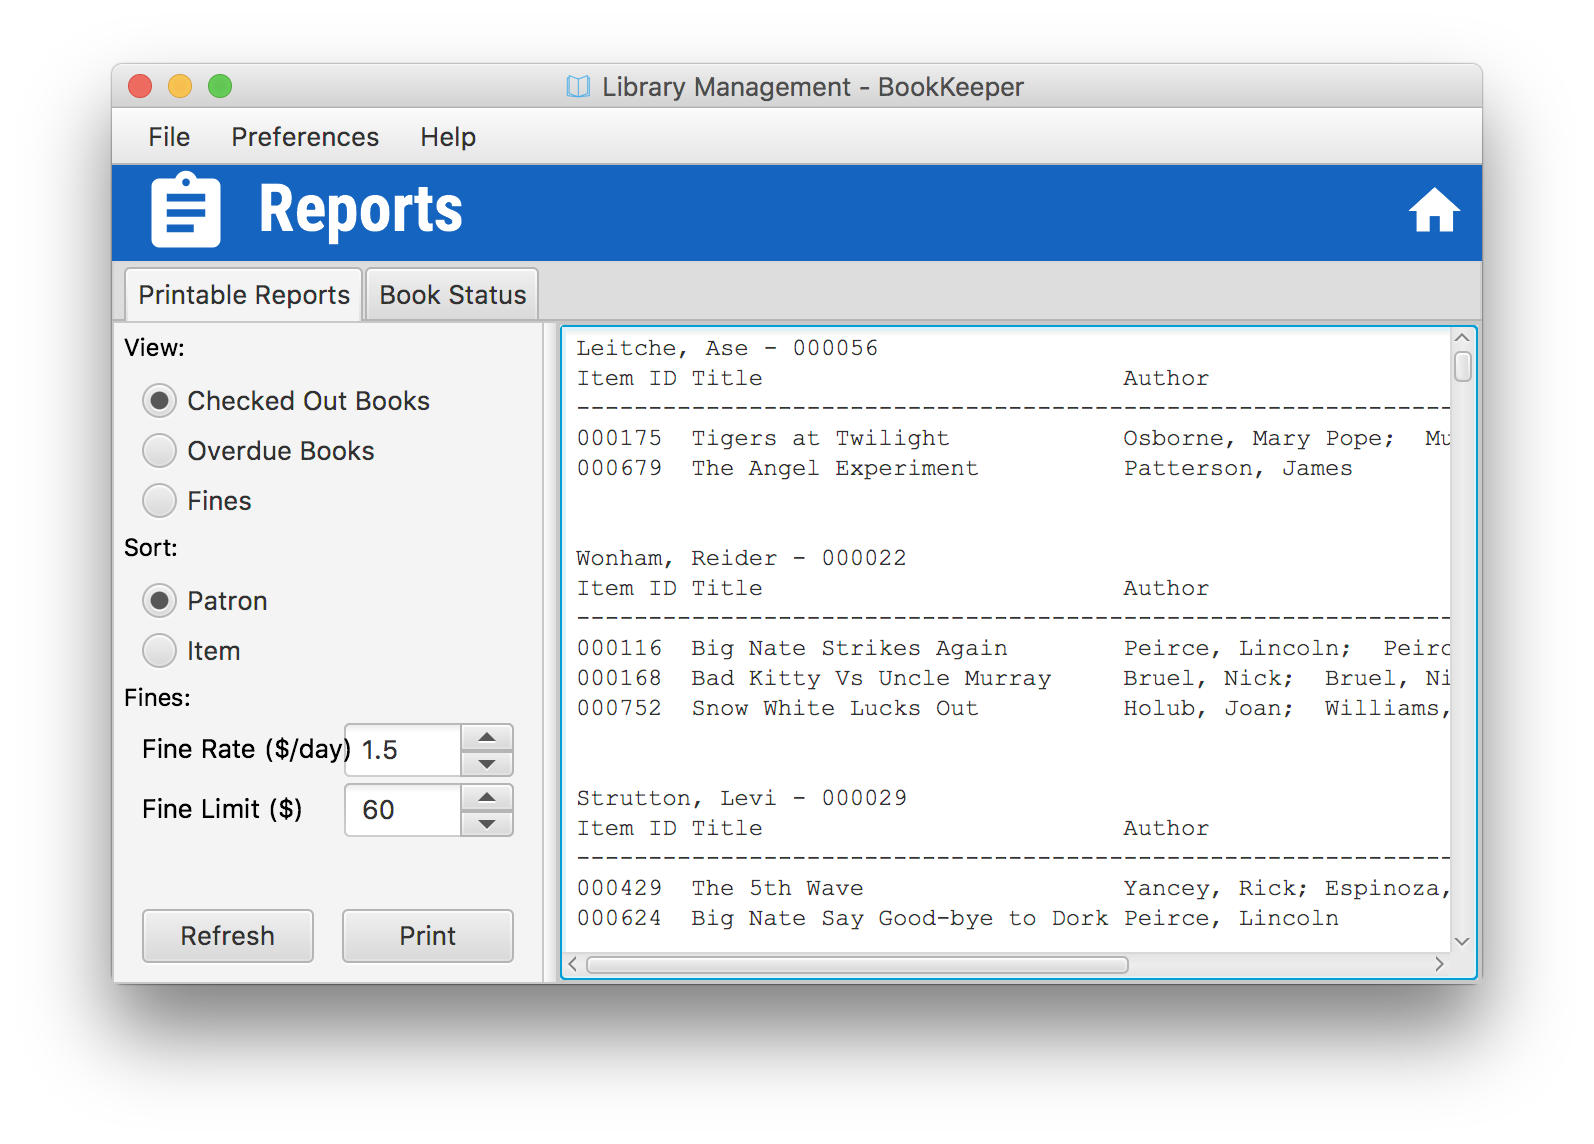 Library Management - BookKeeper
File Preferences Help
Reports
Printable Reports Book Status
View:
Checked Out Books
Overdue Books
Fines
Sort:
Patron
Item
Fines:
Fine Rate ($/day) 1.5
Fine Limit ($) 60
Refresh Print
Leitche, Ase - 000056
Item ID Title Author
--------------------------------------------------------------
000175 Tigers at Twilight Osborne, Mary Pope; Mu
000679 The Angel Experiment Patterson, James
Wonham, Reider - 000022
Item ID Title Author
--------------------------------------------------------------
000116 Big Nate Strikes Again Peirce, Lincoln; Peirc
000168 Bad Kitty Vs Uncle Murray Bruel, Nick; Bruel, Ni
000752 Snow White Lucks Out Holub, Joan; Williams,
Strutton, Levi - 000029
Item ID Title Author
--------------------------------------------------------------
000429 The 5th Wave Yancey, Rick; Espinoza,
000624 Big Nate Say Good-bye to Dork Peirce, Lincoln